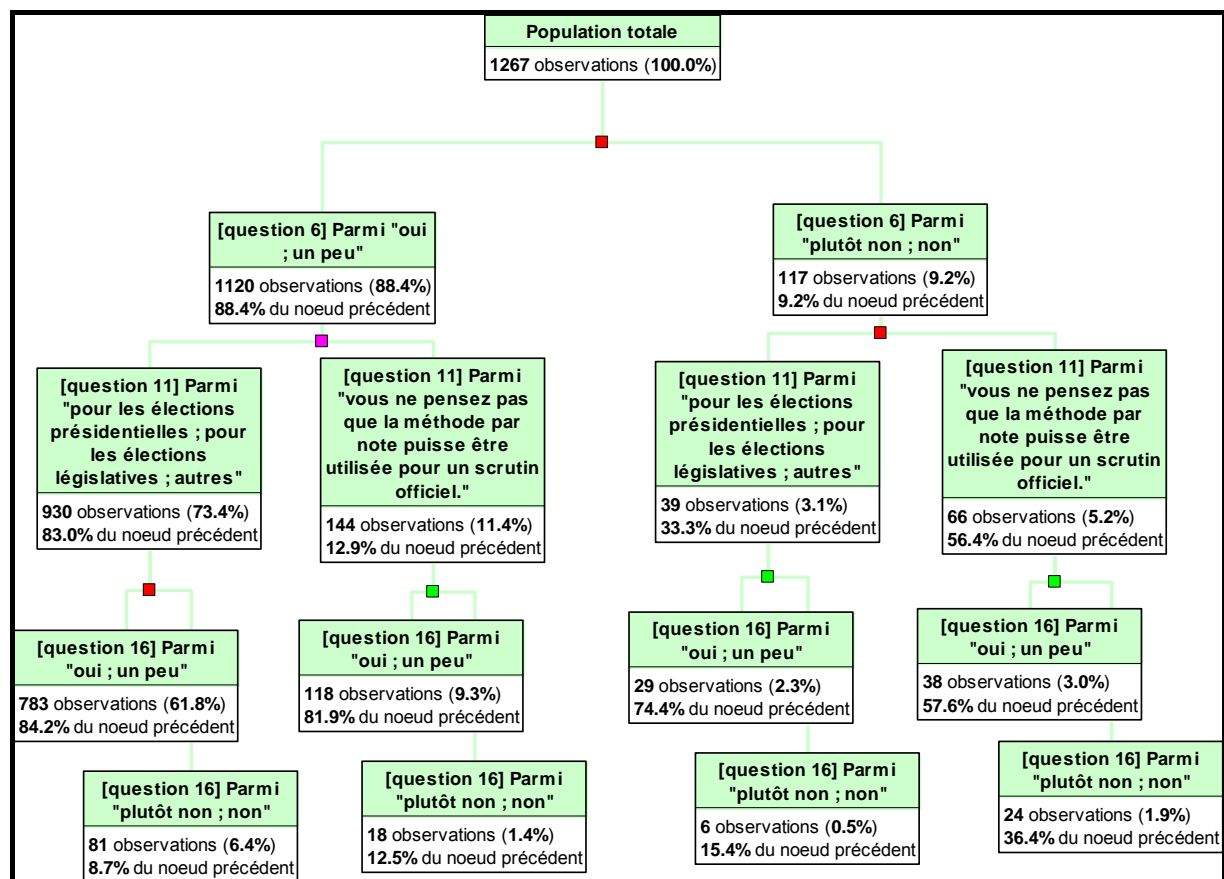 Population totale
1267 observations (100.0%)
[question 6] Parmi "oui
; un peu"
1120 observations (88.4%)
88.4% du noeud précédent
[question 6] Parmi
"plutôt non ; non"
117 observations (9.2%)
9.2% du noeud précédent
[question 11] Parmi
"pour les élections
présidentielles ; pour
les élections
législatives ; autres"
930 observations (73.4%)
83.0% du noeud précédent
[question 11] Parmi
"vous ne pensez pas
que la méthode par
note puisse être
utilisée pour un scrutin
officiel."
144 observations (11.4%)
12.9% du noeud précédent
[question 11] Parmi
"pour les élections
présidentielles ; pour
les élections
législatives ; autres"
39 observations (3.1%)
33.3% du noeud précédent
[question 11] Parmi
"vous ne pensez pas
que la méthode par
note puisse être
utilisée pour un scrutin
officiel."
66 observations (5.2%)
56.4% du noeud précédent
[question 16] Parmi
"oui ; un peu"
783 observations (61.8%)
84.2% du noeud précédent
[question 16] Parmi
"oui ; un peu"
118 observations (9.3%)
81.9% du noeud précédent
[question 16] Parmi
"oui ; un peu"
29 observations (2.3%)
74.4% du noeud précédent
[question 16] Parmi
"oui ; un peu"
38 observations (3.0%)
57.6% du noeud précédent
[question 16] Parmi
"plutôt non ; non"
81 observations (6.4%)
8.7% du noeud précédent
[question 16] Parmi
"plutôt non ; non"
18 observations (1.4%)
12.5% du noeud précédent
[question 16] Parmi
"plutôt non ; non"
6 observations (0.5%)
15.4% du noeud précédent
[question 16] Parmi
"plutôt non ; non"
24 observations (1.9%)
36.4% du noeud précédent